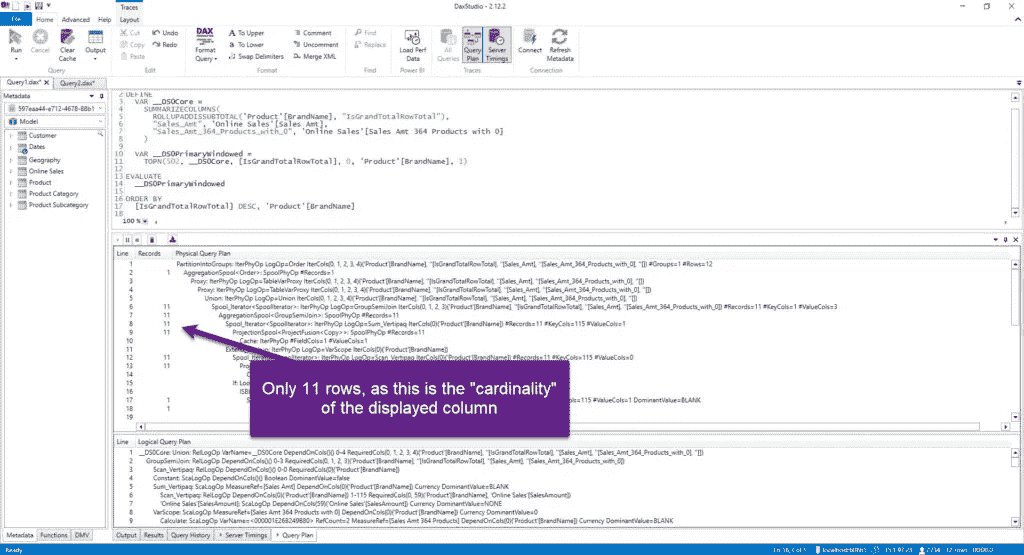 DaxStudio - 2.12.2
Traces
File Home Advanced Help Layout
Run Cancel Clear Cache Output
Query
Cut Copy Paste
Undo Redo
Edit
DAX Format Query
To Upper
To Lower
Swap Delimiters
Comment
Uncomment
Merge XML
Format
Find
Replace
Find
Load Perf Data
Power BI
All Queries Query Plan Server Timings
Traces
Connect Refresh Metadata
Connection
Query1.dax* Query2.dax*
Metadata
597eaa44-e712-4678-88b1
Model
Customer
Dates
Geography
Online Sales
Product
Product Category
Product Subcategory
2 DEFINE
3 VAR __DS0Core =
4 SUMMARIZECOLUMNS(
5 ROLLUPADDISSUBTOTAL('Product'[BrandName], "IsGrandTotalRowTotal"),
6 "Sales_Amt", 'Online Sales'[Sales Amt],
7 "Sales_Amt_364_Products_with_0", 'Online Sales'[Sales Amt 364 Products with 0]
8 )
9
10 VAR __DS0PrimaryWindowed =
11 TOPN(502, __DS0Core, [IsGrandTotalRowTotal], 0, 'Product'[BrandName], 1)
12
13 EVALUATE
14 __DS0PrimaryWindowed
15
16 ORDER BY
17 [IsGrandTotalRowTotal] DESC, 'Product'[BrandName]
18
100 %
Line Records Physical Query Plan
1 PartitionIntoGroups: IterPhyOp LogOp=Order IterCols(0, 1, 2, 3, 4)('Product'[BrandName], ''[IsGrandTotalRowTotal], ''[Sales_Amt], ''[Sales_Amt_364_Products_with_0], ''[]) #Groups=1 #Rows=12
2 1 AggregationSpool<Order>: SpoolPhyOp #Records=1
3 Proxy: IterPhyOp LogOp=TableVarProxy IterCols(0, 1, 2, 3, 4)('Product'[BrandName], ''[IsGrandTotalRowTotal], ''[Sales_Amt], ''[Sales_Amt_364_Products_with_0], ''[])
4 Proxy: IterPhyOp LogOp=TableVarProxy IterCols(0, 1, 2, 3, 4)('Product'[BrandName], ''[IsGrandTotalRowTotal], ''[Sales_Amt], ''[Sales_Amt_364_Products_with_0], ''[])
5 Union: IterPhyOp LogOp=Union IterCols(0, 1, 2, 3, 4)('Product'[BrandName], ''[IsGrandTotalRowTotal], ''[Sales_Amt], ''[Sales_Amt_364_Products_with_0], ''[])
6 11 Spool_Iterator<SpoolIterator>: IterPhyOp LogOp=GroupSemiJoin IterCols(0, 1, 2, 3)('Product'[BrandName], ''[IsGrandTotalRowTotal], ''[Sales_Amt], ''[Sales_Amt_364_Products_with_0]) #Records=11 #KeyCols=1 #ValueCols=3
7 11 AggregationSpool<GroupSemiJoin>: SpoolPhyOp #Records=11
8 11 Spool_Iterator<SpoolIterator>: IterPhyOp LogOp=Sum_Vertipaq IterCols(0)('Product'[BrandName]) #Records=11 #KeyCols=115 #ValueCols=1
9 11 ProjectionSpool<ProjectFusion<Copy>>: SpoolPhyOp #Records=11
10 Cache: IterPhyOp #FieldCols=1 #ValueCols=1
11 LogOp=VarScope IterCols(0)('Product'[BrandName])
12 11 LogOp=Scan_Vertipaq IterCols(0)('Product'[BrandName]) #Records=11 #KeyCols=115 #ValueCols=0
13 11
14
15
16
17 1 #ValueCols=1 DominantValue=BLANK
18 1
19
Only 11 rows, as this is the "cardinality"
of the displayed column
Line Logical Query Plan
1 __DS0Core: Union: RelLogOp VarName=__DS0Core DependOnCols()() 0-4 RequiredCols(0, 1, 2, 3, 4)('Product'[BrandName], ''[IsGrandTotalRowTotal], ''[Sales_Amt], ''[Sales_Amt_364_Products_with_0], ''[])
2 GroupSemiJoin: RelLogOp DependOnCols()() 0-3 RequiredCols(0, 1, 2, 3)('Product'[BrandName], ''[IsGrandTotalRowTotal], ''[Sales_Amt], ''[Sales_Amt_364_Products_with_0])
3 Scan_Vertipaq: RelLogOp DependOnCols()() 0-0 RequiredCols(0)('Product'[BrandName])
4 Constant: ScaLogOp DependOnCols()() Boolean DominantValue=false
5 Sum_Vertipaq: ScaLogOp MeasureRef=[Sales Amt] DependOnCols(0)('Product'[BrandName]) Currency DominantValue=BLANK
6 Scan_Vertipaq: RelLogOp DependOnCols(0)('Product'[BrandName]) 1-115 RequiredCols(0, 59)('Product'[BrandName], 'Online Sales'[SalesAmount])
7 'Online Sales'[SalesAmount]: ScaLogOp DependOnCols(59)('Online Sales'[SalesAmount]) Currency DominantValue=NONE
8 VarScope: ScaLogOp MeasureRef=[Sales Amt 364 Products with 0] DependOnCols(0)('Product'[BrandName]) Currency DominantValue=0
9 MeasureRef=[Sales Amt 364 Products] DependOnCols(0)('Product'[BrandName]) Currency DominantValue=BLANK
Metadata Functions DMV Output Results Query History Server Timings Query Plan
Ready